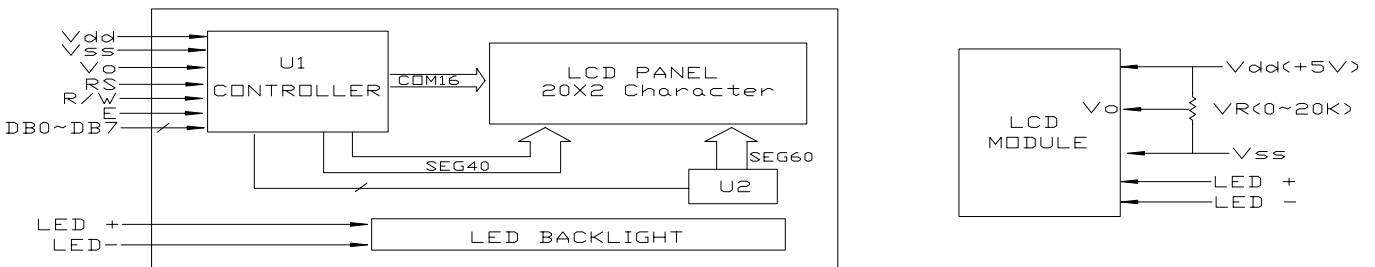 Vdd
Vss
Vo
RS
R/W
E
DB0~DB7
U1
CONTROLLER
COM16
LCD PANEL
20X2 Character
SEG40
SEG60
U2
LED +
LED-
LED BACKLIGHT
LCD
MODULE
Vdd(+5V)
Vo
VR(0~20K)
Vss
LED +
LED -